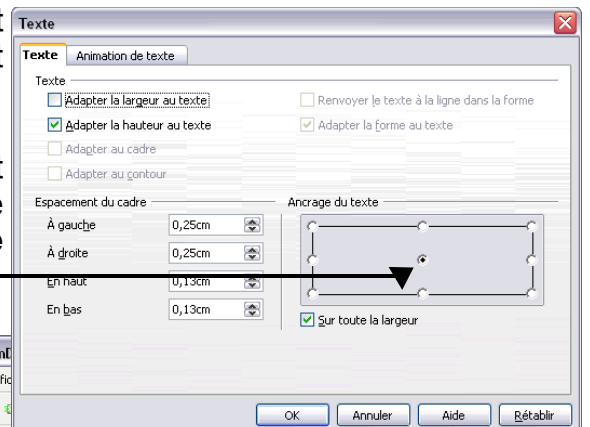 Texte
Texte Animation de texte
Texte
Adapter la largeur au texte Renvoyer le texte à la ligne dans la forme
Adapter la hauteur au texte Adapter la forme au texte
Adapter au cadre
Adapter au contour
Espacement du cadre Ancrage du texte
À gauche 0,25cm
À droite 0,25cm
En haut 0,13cm
En bas 0,13cm
Sur toute la largeur
OK Annuler Aide Rétablir